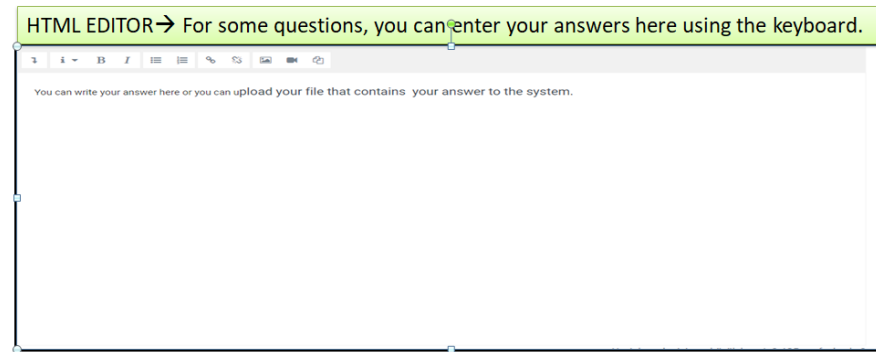 HTML EDITOR→ For some questions, you can enter your answers here using the keyboard.
i B I
You can write your answer here or you can upload your file that contains your answer to the system.